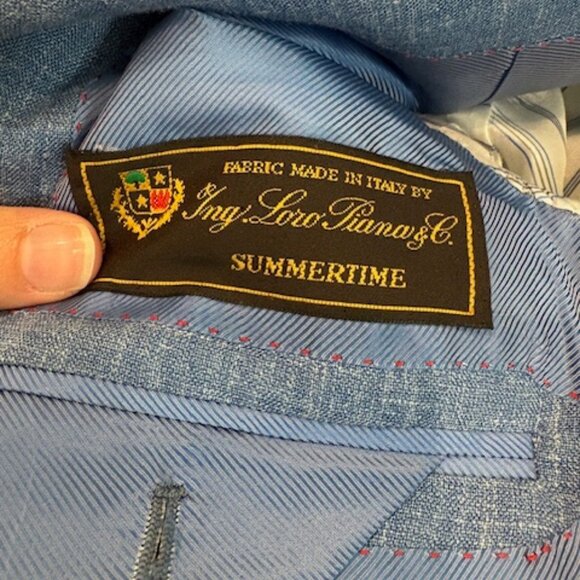 FABRIC MADE IN ITALY BY
Ing. Loro Piana & C.
SUMMERTIME